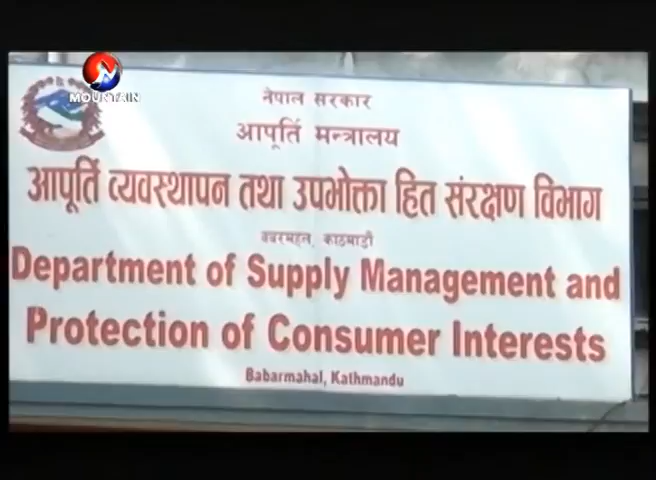 MOUNTAIN
नेपाल सरकार
आपूर्ति मन्त्रालय
आपूर्ति व्यवस्थापन तथा उपभोक्ता हित संरक्षण विभाग
बबरमहल, काठमाडौं
Department of Supply Management and
Protection of Consumer Interests
Babarmahal, Kathmandu